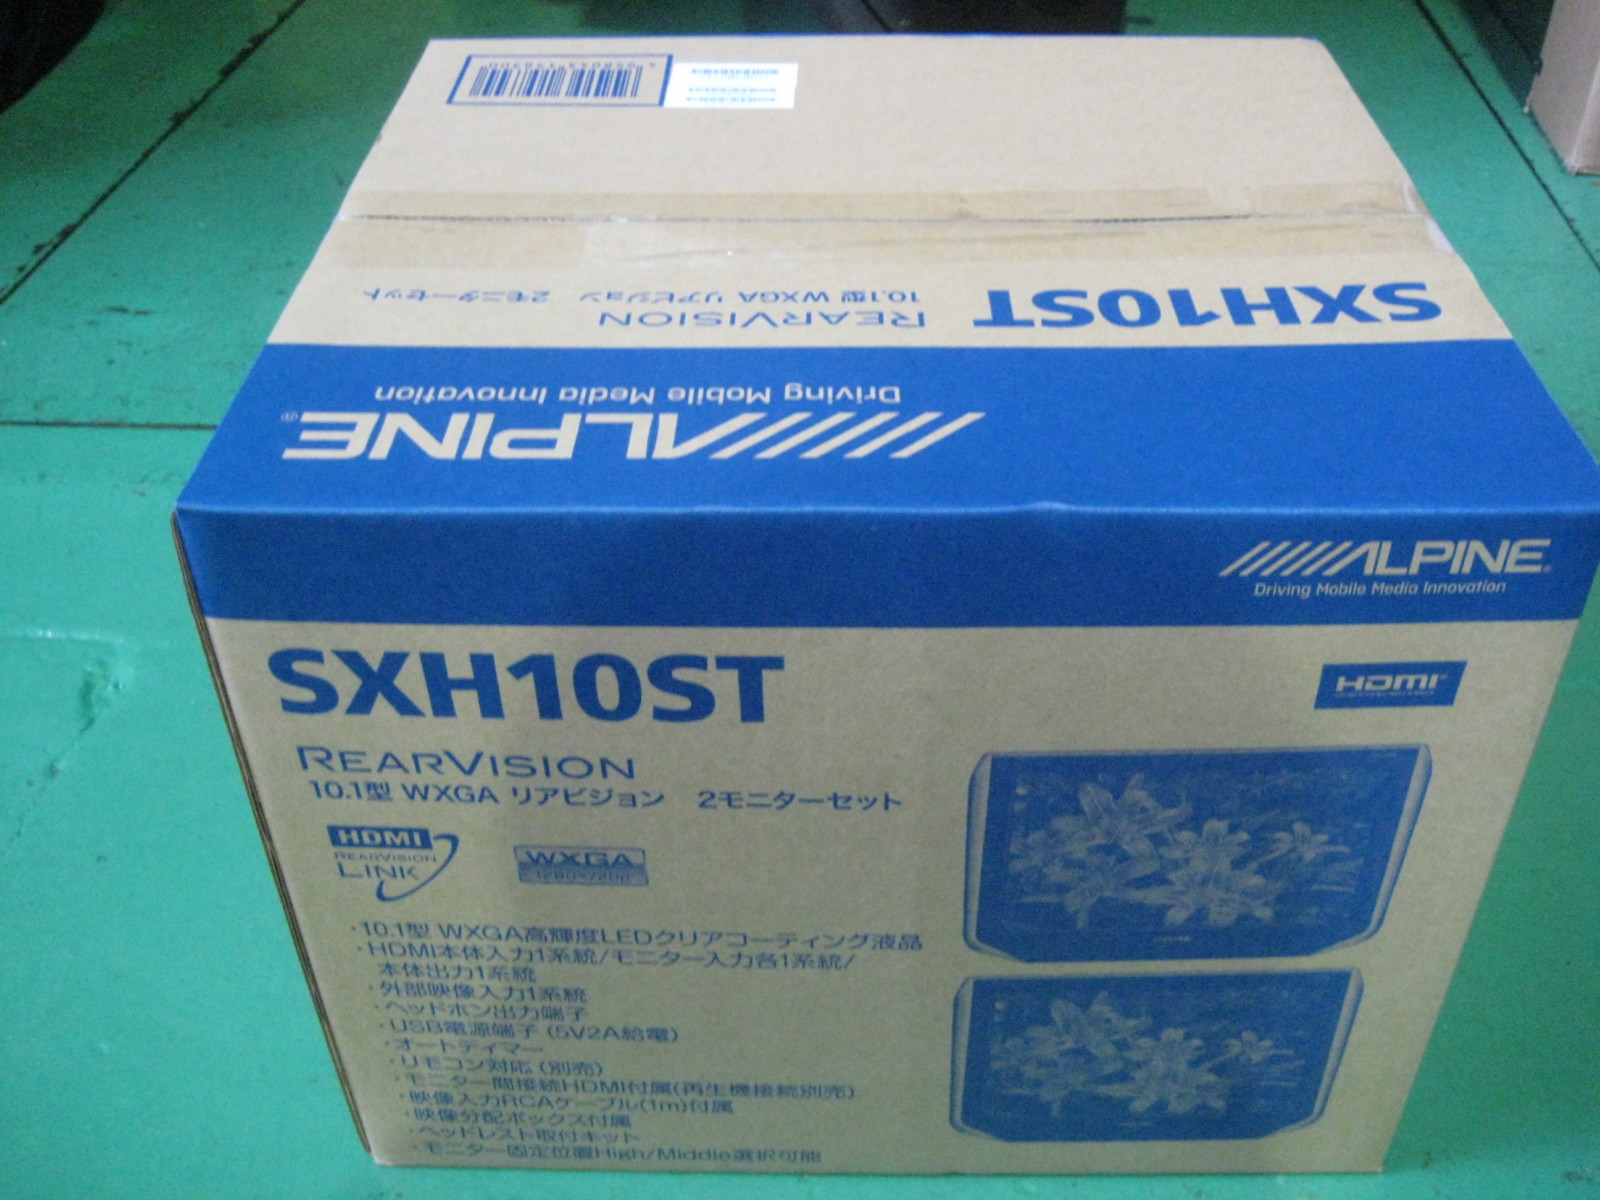 SXH10ST
REARVISION
10.1型 WXGA リアビジョン 2モニターセット
ALPINE®
Driving Mobile Media Innovation
ALPINE®
Driving Mobile Media Innovation
SXH10ST
HDMI
REARVISION
10.1型 WXGA リアビジョン 2モニターセット
HDMI
REARVISION
LINK
WXGA
・10.1型 WXGA高輝度LEDクリアコーティング液晶
・HDMI本体入力1系統/モニター入力各1系統/
本体出力1系統
・外部映像入力1系統
・ヘッドホン出力端子
・USB電源端子(5V2A給電)
・オートディマー
・リモコン対応(別売)
・モニター間接続HDMI付属(再生機接続別売)
・映像入力RCAケーブル(1m)付属
・映像分配ボックス付属
・ヘッドレスト取付キット
・モニター固定位置High/Middle選択可能